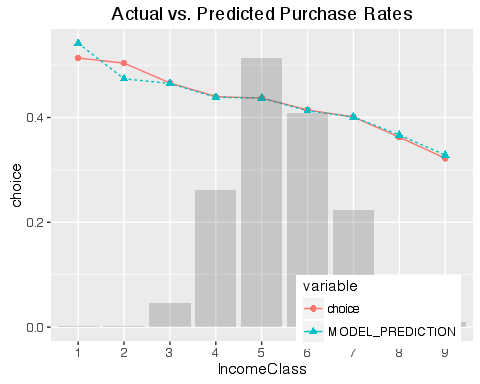 Actual vs. Predicted Purchase Rates
choice
0.4
0.2
0.0
variable
choice
MODEL_PREDICTION
1 2 3 4 5 6 7 8 9
IncomeClass